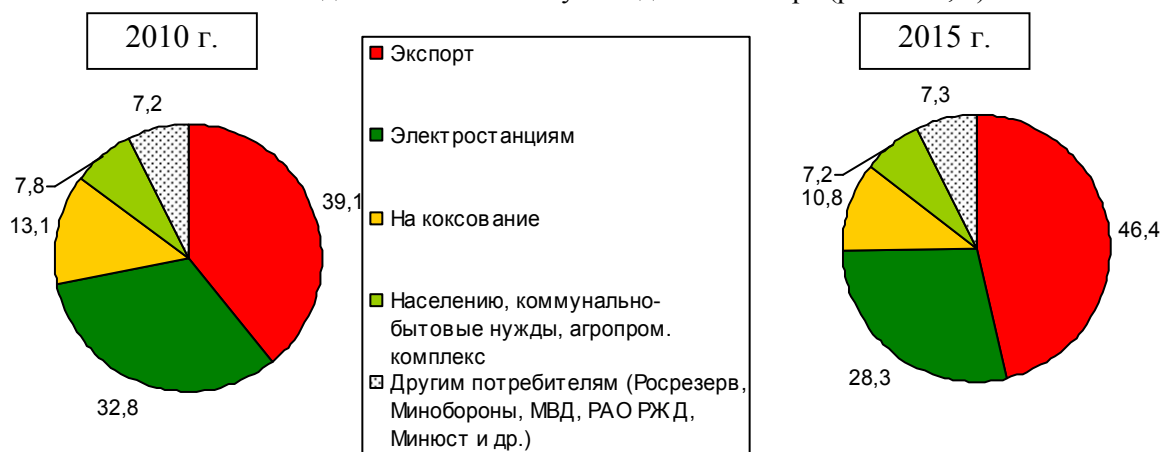 2010 г.
2015 г.
Экспорт
Электростанциям
На коксование
Населению, коммунально-
бытовые нужды, агропром.
комплекс
Другим потребителям (Росрезерв,
Минобороны, МВД, РАО РЖД,
Минюст и др.)
7,2
7,8
13,1
39,1
32,8
7,3
7,2
10,8
46,4
28,3